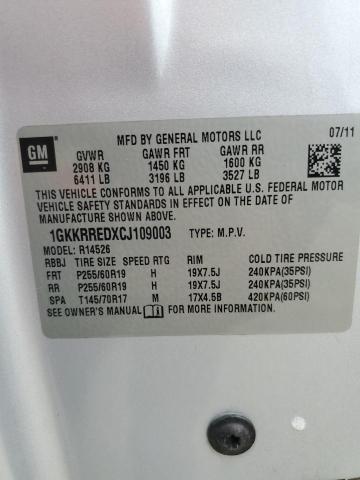 GM
MFD BY GENERAL MOTORS LLC 07/11
GVWR GAWR FRT GAWR RR
2908 KG 1450 KG 1600 KG
6411 LB 3196 LB 3527 LB
THIS VEHICLE CONFORMS TO ALL APPLICABLE U.S. FEDERAL MOTOR
VEHICLE SAFETY STANDARDS IN EFFECT ON THE DATE OF
MANUFACTURE SHOWN ABOVE.
1GKKRREDXCJ109003 TYPE: M.P.V.
MODEL: R14526
RBBJ TIRE SIZE SPEED RTG RIM COLD TIRE PRESSURE
FRT P255/60R19 H 19X7.5J 240KPA(35PSI)
RR P255/60R19 H 19X7.5J 240KPA(35PSI)
SPA T145/70R17 M 17X4.5B 420KPA(60PSI)
SEE OWNER'S MANUAL FOR MORE INFORMATION.